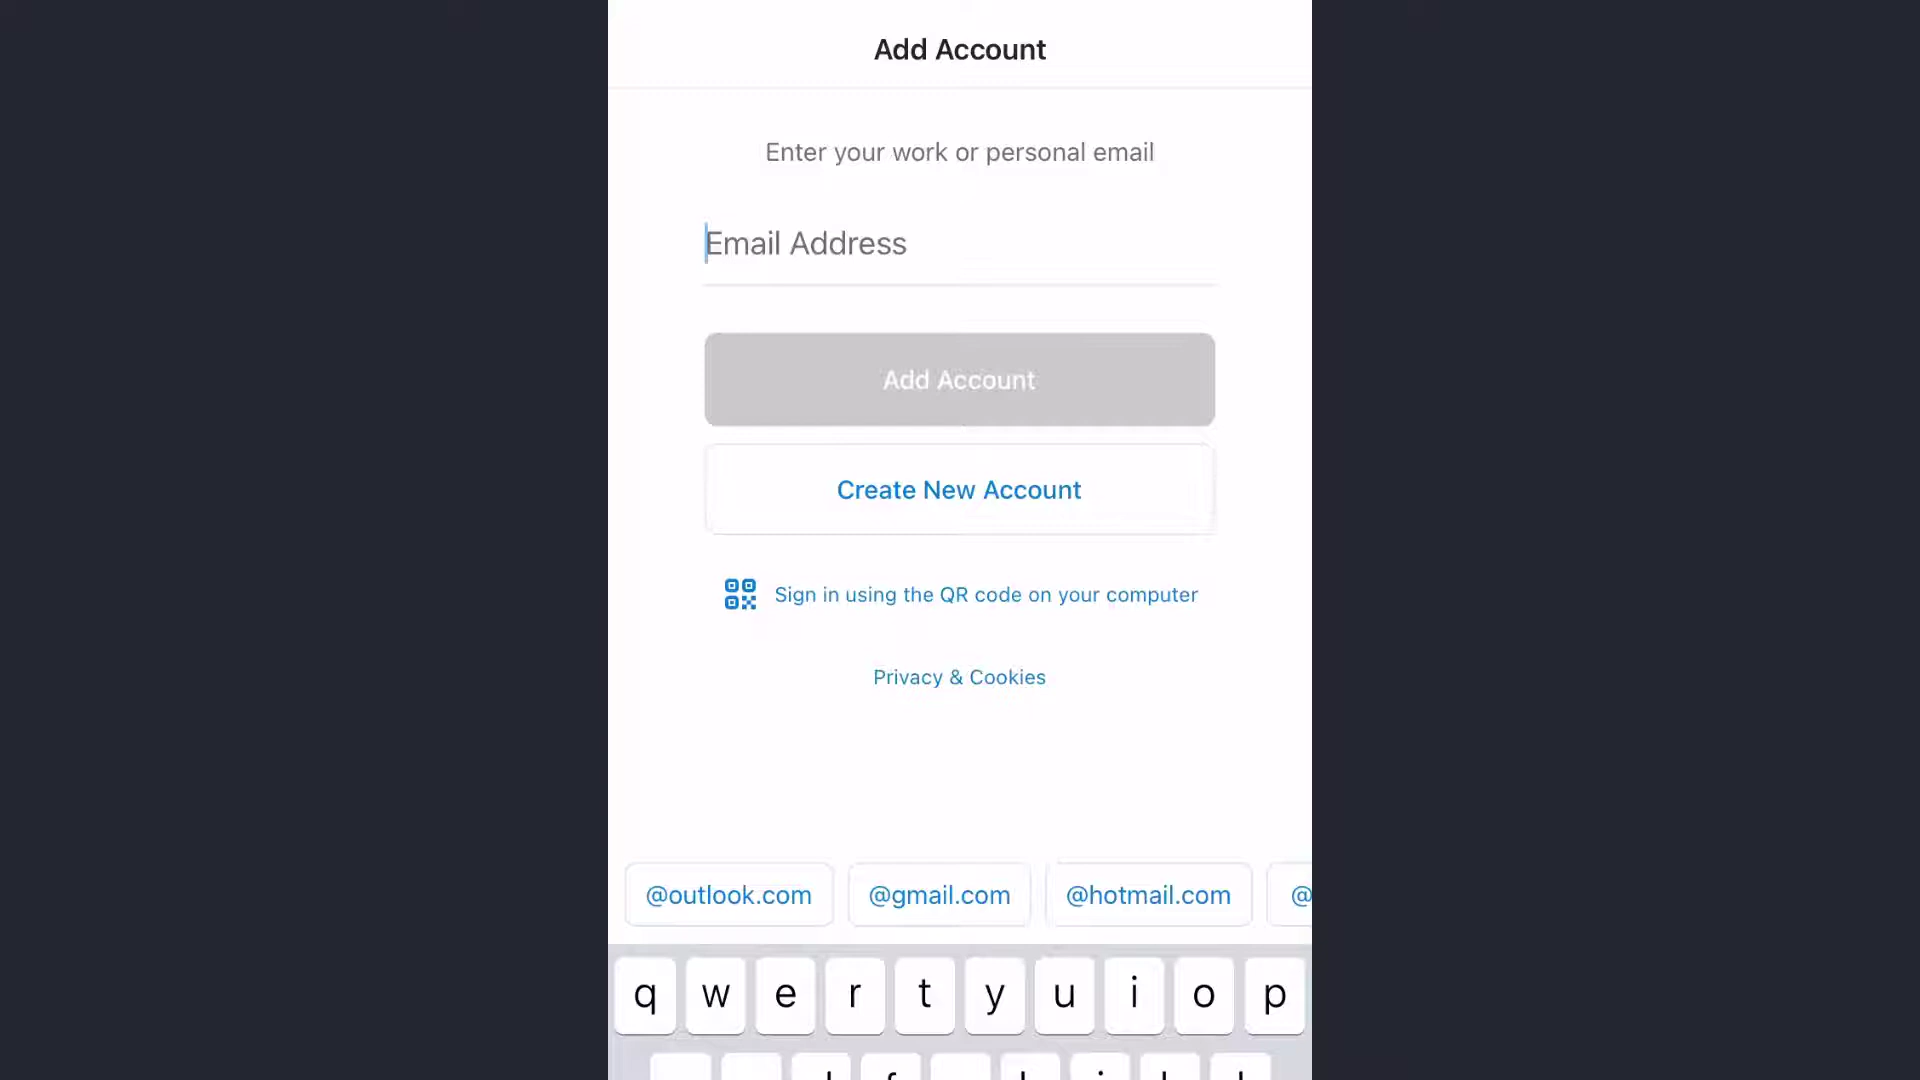 Add Account
Enter your work or personal email
Email Address
Add Account
Create New Account
Sign in using the QR code on your computer
Privacy & Cookies
@outlook.com @gmail.com @hotmail.com @
q w e r t y u i o p